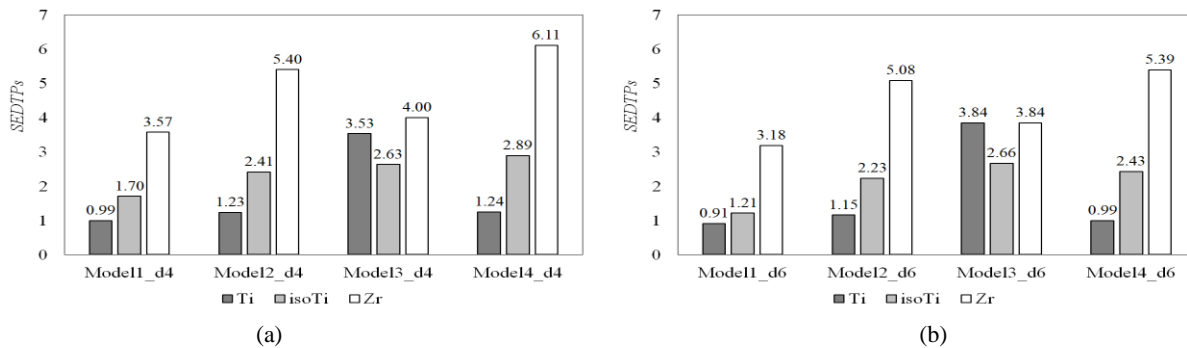 7
6
5
4
3
2
1
0
SEDTPs
0.99 1.70 3.57
1.23 2.41 5.40
3.53 2.63 4.00
1.24 2.89 6.11
Model1_d4 Model2_d4 Model3_d4 Model4_d4
Ti isoTi Zr
(a)
7
6
5
4
3
2
1
0
SEDTPs
0.91 1.21 3.18
1.15 2.23 5.08
3.84 2.66 3.84
0.99 2.43 5.39
Model1_d6 Model2_d6 Model3_d6 Model4_d6
Ti isoTi Zr
(b)